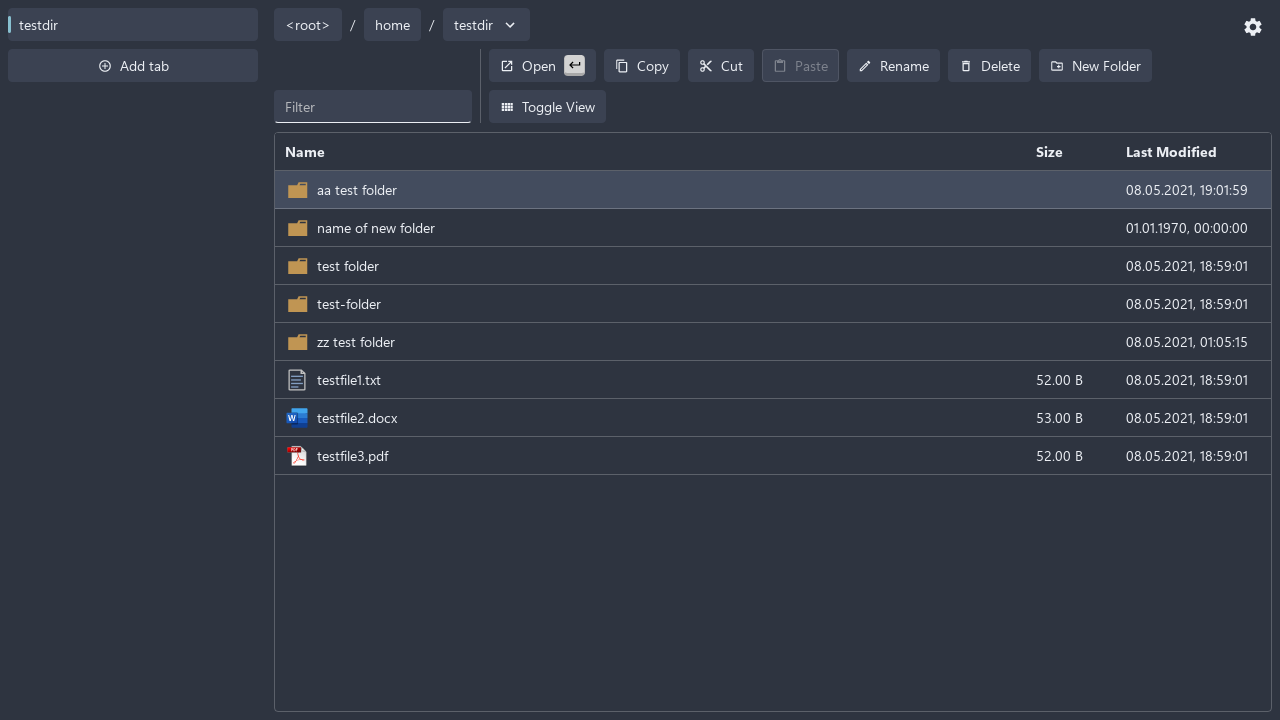 testdir
Add tab
<root> / home / testdir
Open Copy Cut Paste Rename Delete New Folder
Filter
Toggle View
Name Size Last Modified
aa test folder 08.05.2021, 19:01:59
name of new folder 01.01.1970, 00:00:00
test folder 08.05.2021, 18:59:01
test-folder 08.05.2021, 18:59:01
zz test folder 08.05.2021, 01:05:15
testfile1.txt 52.00 B 08.05.2021, 18:59:01
testfile2.docx 53.00 B 08.05.2021, 18:59:01
testfile3.pdf 52.00 B 08.05.2021, 18:59:01